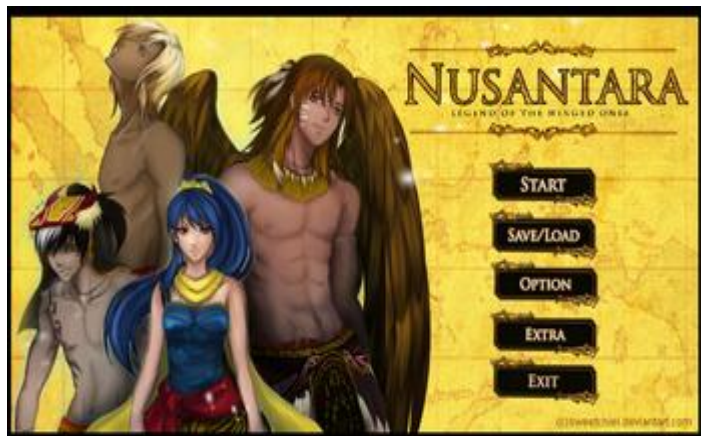 NUSANTARA
LEGEND OF THE WINGED ONES
START
SAVE/LOAD
OPTION
EXTRA
EXIT